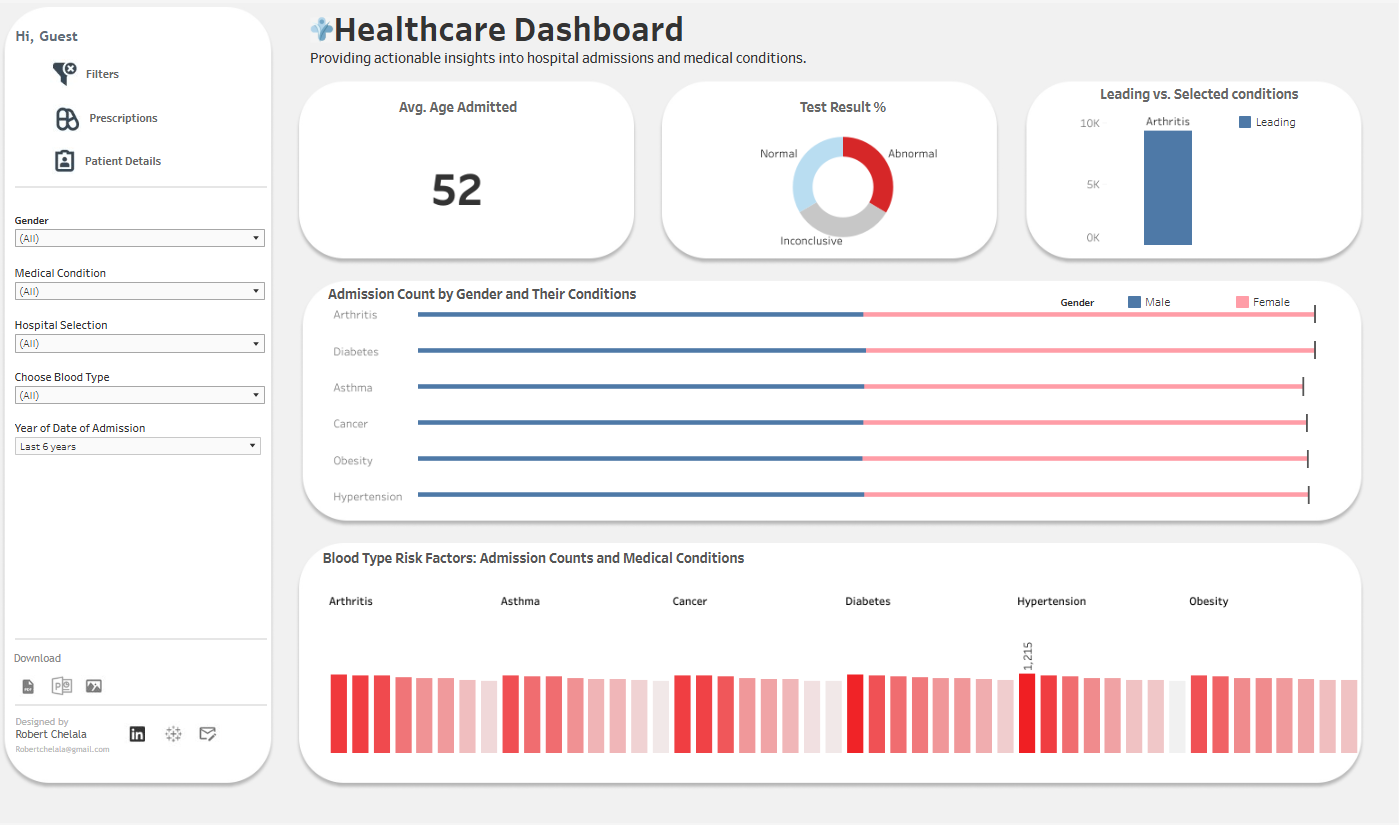 Hi, Guest
Filters
Prescriptions
Patient Details
Gender
(All)
Medical Condition
(All)
Hospital Selection
(All)
Choose Blood Type
(All)
Year of Date of Admission
Last 6 years
Download
Designed by
Robert Chelala
Robertchelala@gmail.com
Healthcare Dashboard
Providing actionable insights into hospital admissions and medical conditions.
Avg. Age Admitted
52
Test Result %
Normal
Abnormal
Inconclusive
Leading vs. Selected conditions
10K
5K
0K
Arthritis
Leading
Admission Count by Gender and Their Conditions
Gender
Male
Female
Arthritis
Diabetes
Asthma
Cancer
Obesity
Hypertension
Blood Type Risk Factors: Admission Counts and Medical Conditions
Arthritis
Asthma
Cancer
Diabetes
Hypertension
Obesity
1,215